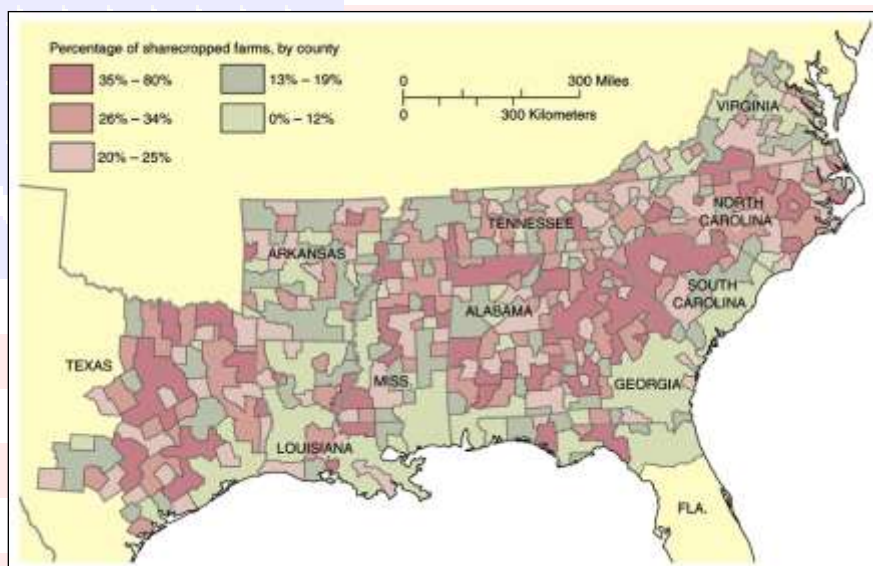 Percentage of sharecropped farms, by county
35% – 80%
26% – 34%
20% – 25%
13% – 19%
0% – 12%
0 300 Miles
0 300 Kilometers
VIRGINIA
NORTH
CAROLINA
TENNESSEE
ARKANSAS
SOUTH
CAROLINA
ALABAMA
TEXAS
MISS.
GEORGIA
LOUISIANA
FLA.